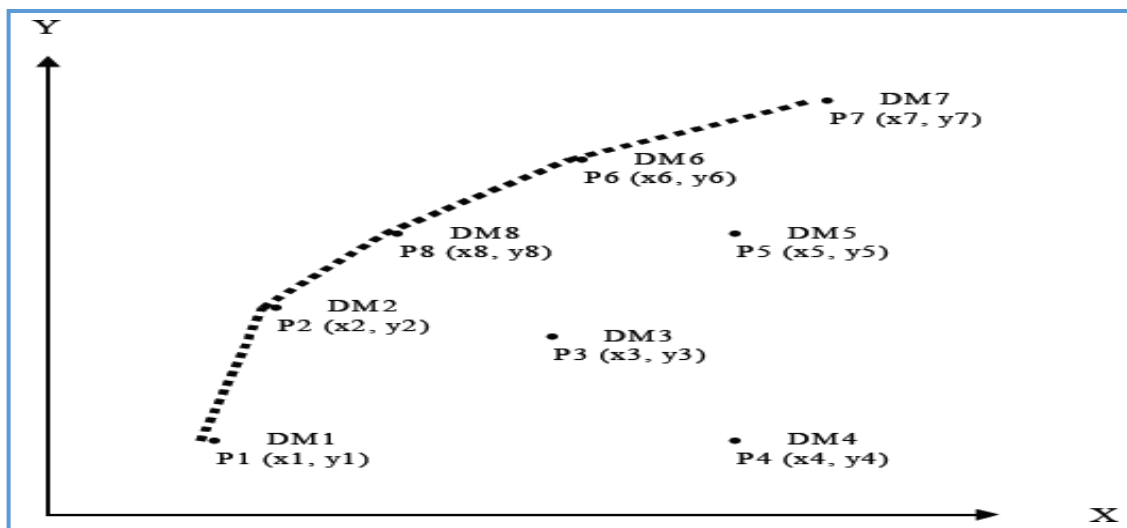 Y
DM7
P7 (x7, y7)
DM6
P6 (x6, y6)
DM8
P8 (x8, y8)
DM5
P5 (x5, y5)
DM2
P2 (x2, y2)
DM3
P3 (x3, y3)
DM1
P1 (x1, y1)
DM4
P4 (x4, y4)
X